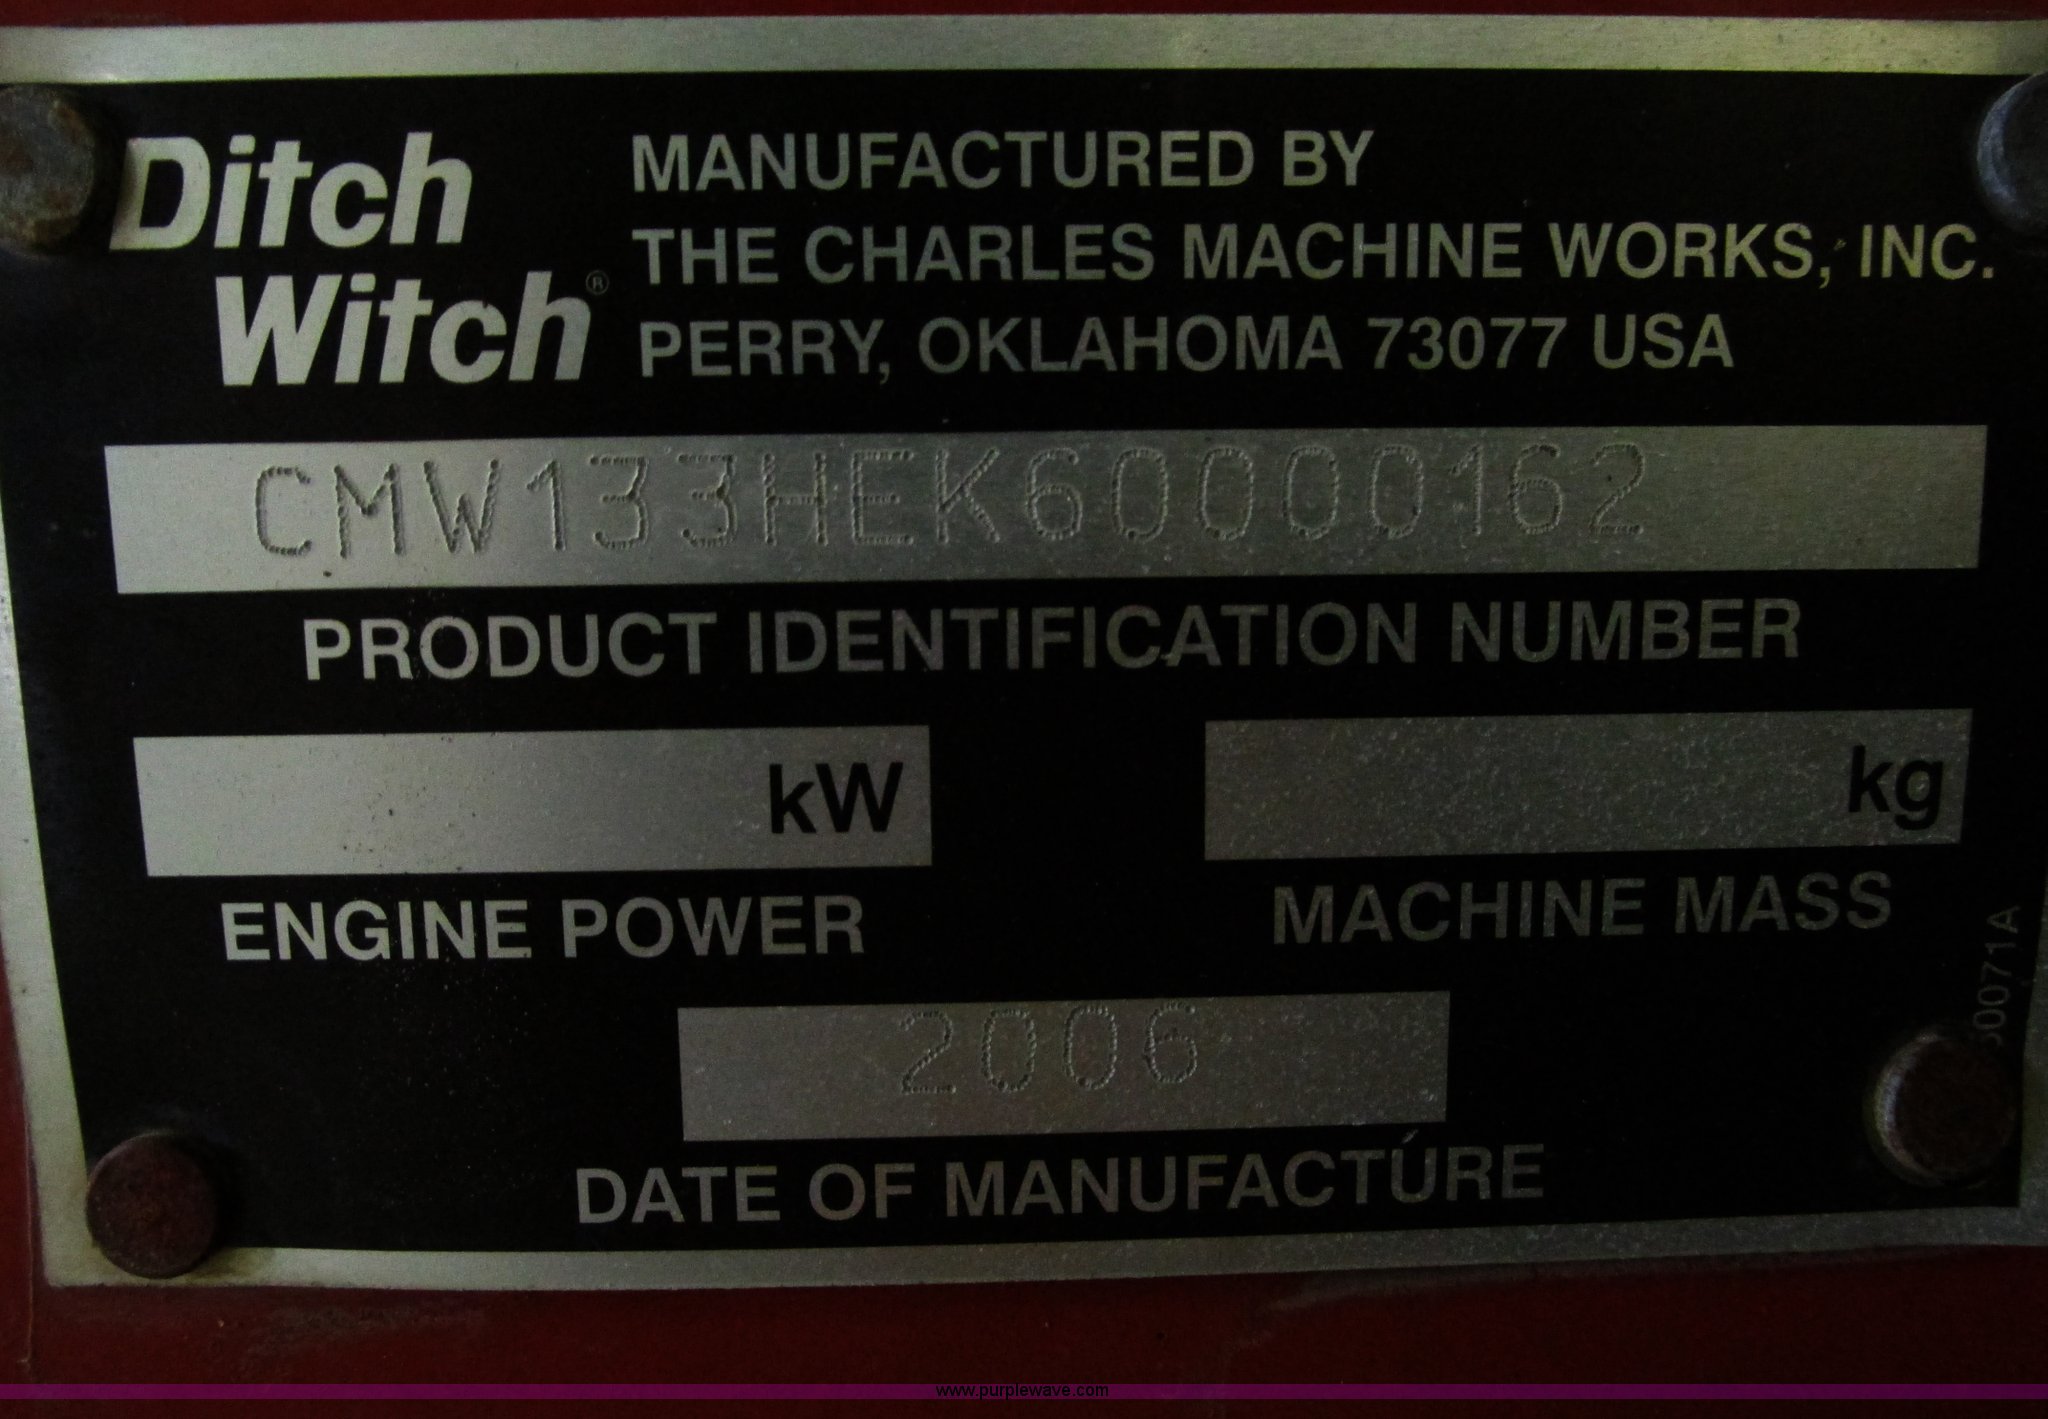 Ditch
Witch®
MANUFACTURED BY
THE CHARLES MACHINE WORKS, INC.
PERRY, OKLAHOMA 73077 USA
CMW133HEK60000162
PRODUCT IDENTIFICATION NUMBER
kW
ENGINE POWER
kg
MACHINE MASS
2006
DATE OF MANUFACTURE
www.purplewave.com